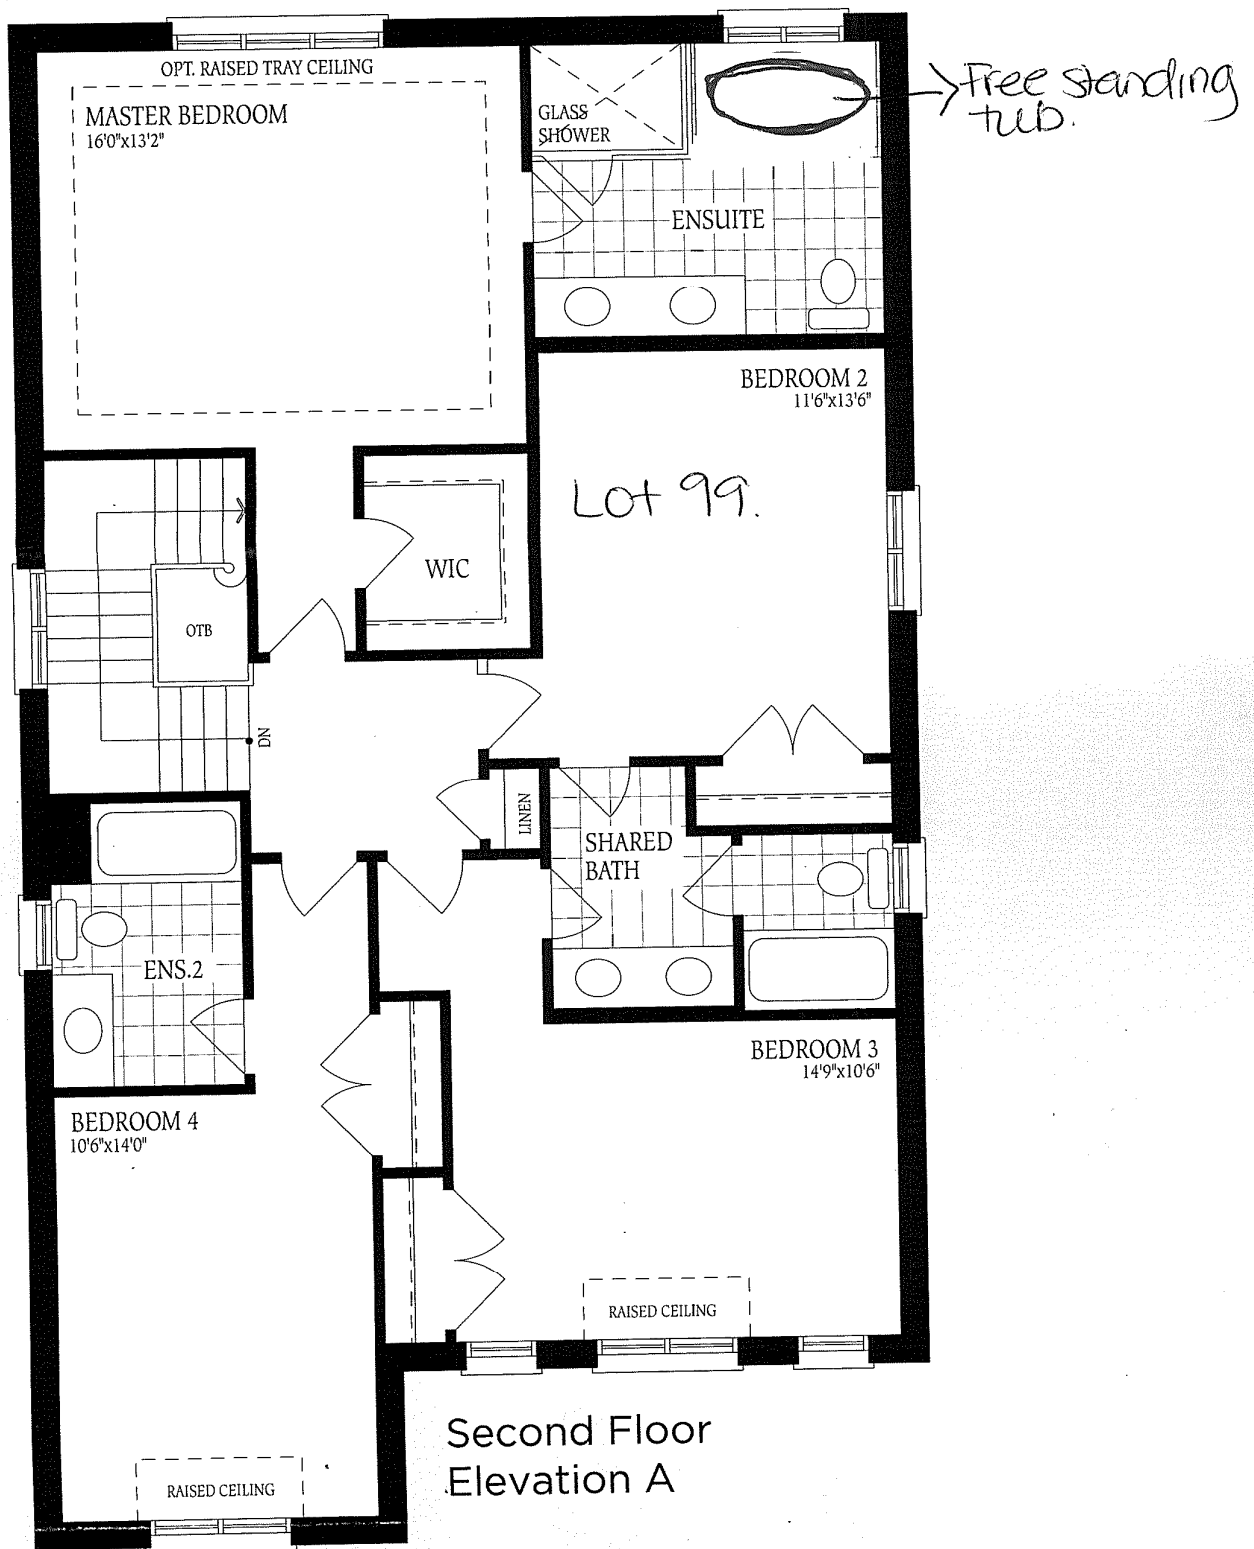 OPT. RAISED TRAY CEILING
MASTER BEDROOM
16'0"x13'2"
GLASS
SHOWER
Free standing
tub.
ENSUITE
BEDROOM 2
11'6"x13'6"
Lot 99.
WIC
OTB
DN
LINEN
SHARED
BATH
ENS.2
BEDROOM 3
14'9"x10'6"
BEDROOM 4
10'6"x14'0"
RAISED CEILING
Second Floor
Elevation A
RAISED CEILING